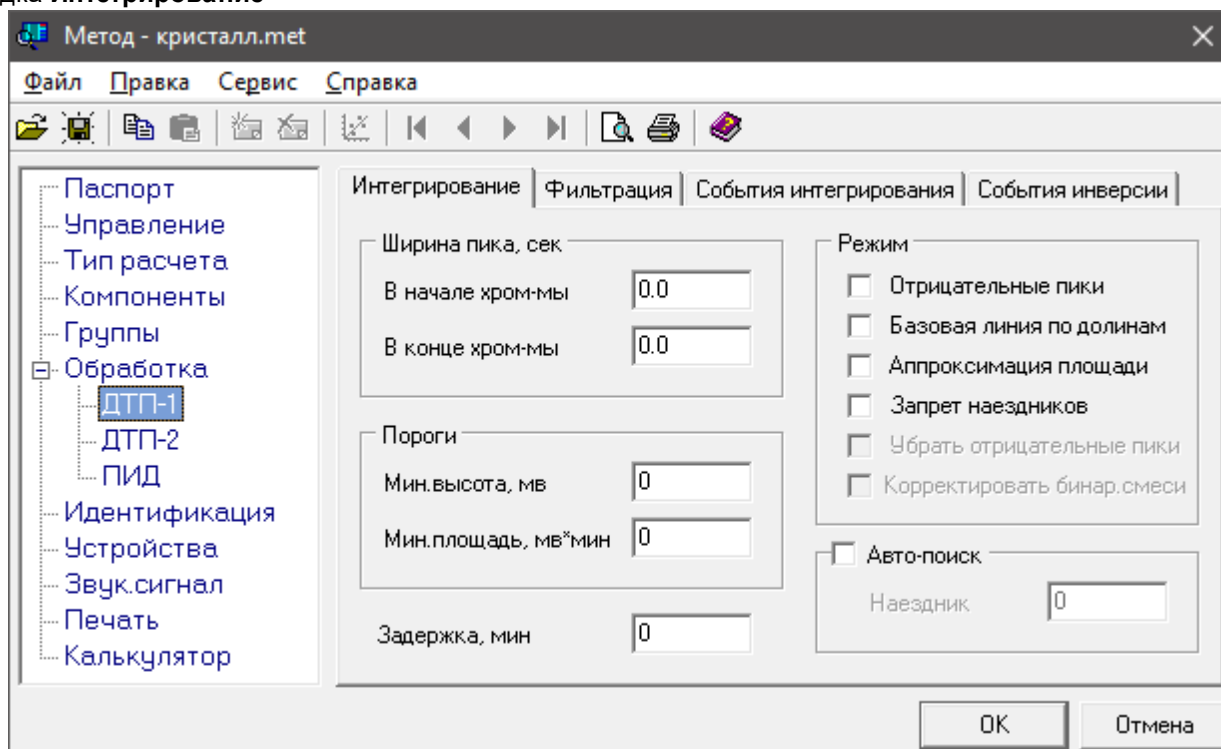 Интегрирование
Метод - кристалл.met
Файл Правка Сервис Справка
Паспорт
Управление
Тип расчета
Компоненты
Группы
Обработка
ДТП-1
ДТП-2
ПИД
Идентификация
Устройства
Звук.сигнал
Печать
Калькулятор
Интегрирование Фильтрация События интегрирования События инверсии
Ширина пика, сек
В начале хром-мы 0.0
В конце хром-мы 0.0
Пороги
Мин.высота, мв 0
Мин.площадь, мв*мин 0
Задержка, мин 0
Режим
Отрицательные пики
Базовая линия по долинам
Аппроксимация площади
Запрет наездников
Убрать отрицательные пики
Корректировать бинар.смеси
Авто-поиск
Наездник 0
OK Отмена